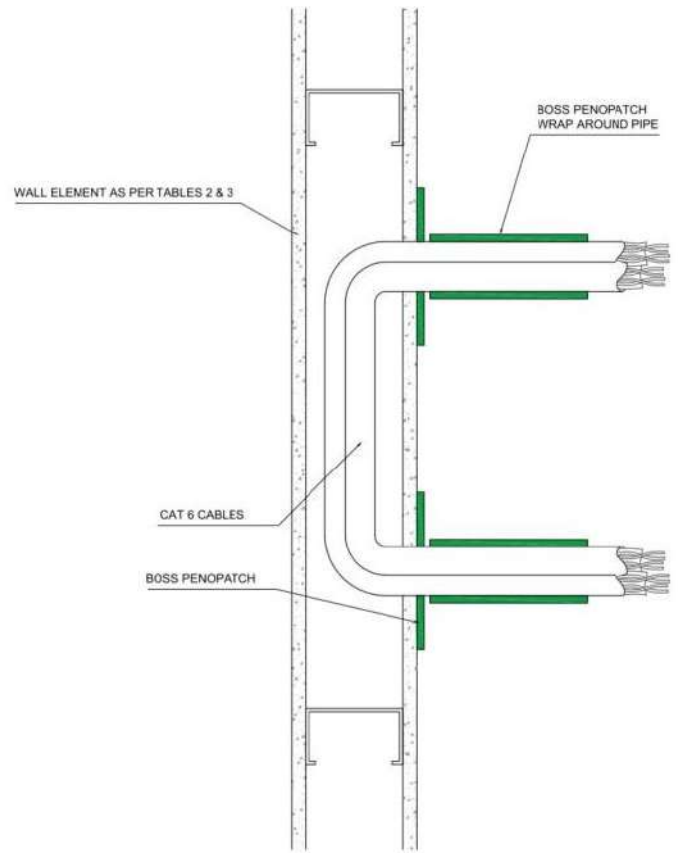 BOSS PENOPATCH
WRAP AROUND PIPE
WALL ELEMENT AS PER TABLES 2 & 3
CAT 6 CABLES
BOSS PENOPATCH